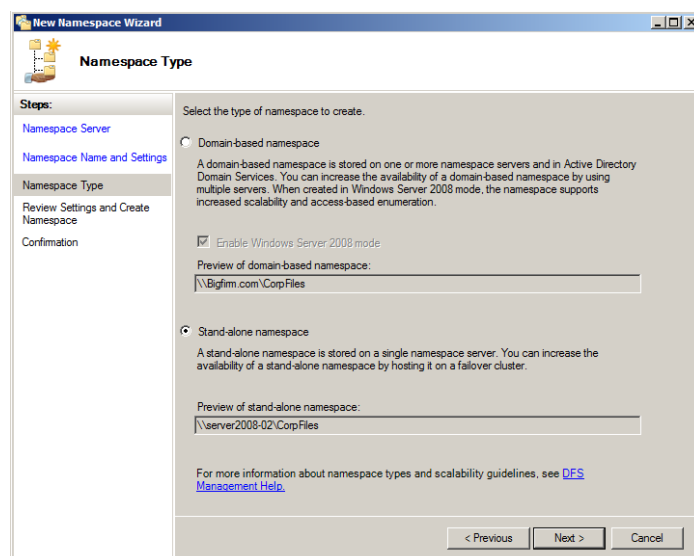 New Namespace Wizard
Namespace Type
Steps:
Namespace Server
Namespace Name and Settings
Namespace Type
Review Settings and Create
Namespace
Confirmation
Select the type of namespace to create.
Domain-based namespace
A domain-based namespace is stored on one or more namespace servers and in Active Directory
Domain Services. You can increase the availability of a domain-based namespace by using
multiple servers. When created in Windows Server 2008 mode, the namespace supports
increased scalability and access-based enumeration.
Enable Windows Server 2008 mode
Preview of domain-based namespace:
\\Bigfirm.com\CorpFiles
Stand-alone namespace
A stand-alone namespace is stored on a single namespace server. You can increase the
availability of a stand-alone namespace by hosting it on a failover cluster.
Preview of stand-alone namespace:
\\server2008-02\CorpFiles
For more information about namespace types and scalability guidelines, see DFS
Management Help.
< Previous
Next >
Cancel